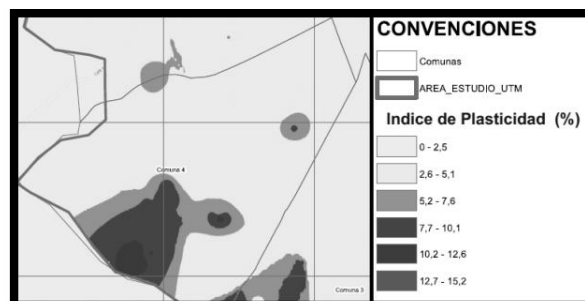 CONVENCIONES
Comunas
AREA_ESTUDIO_UTM
Indice de Plasticidad (%)
0 - 2,5
2,6 - 5,1
5,2 - 7,6
7,7 - 10,1
10,2 - 12,6
12,7 - 15,2
Comuna 4
Comuna 3